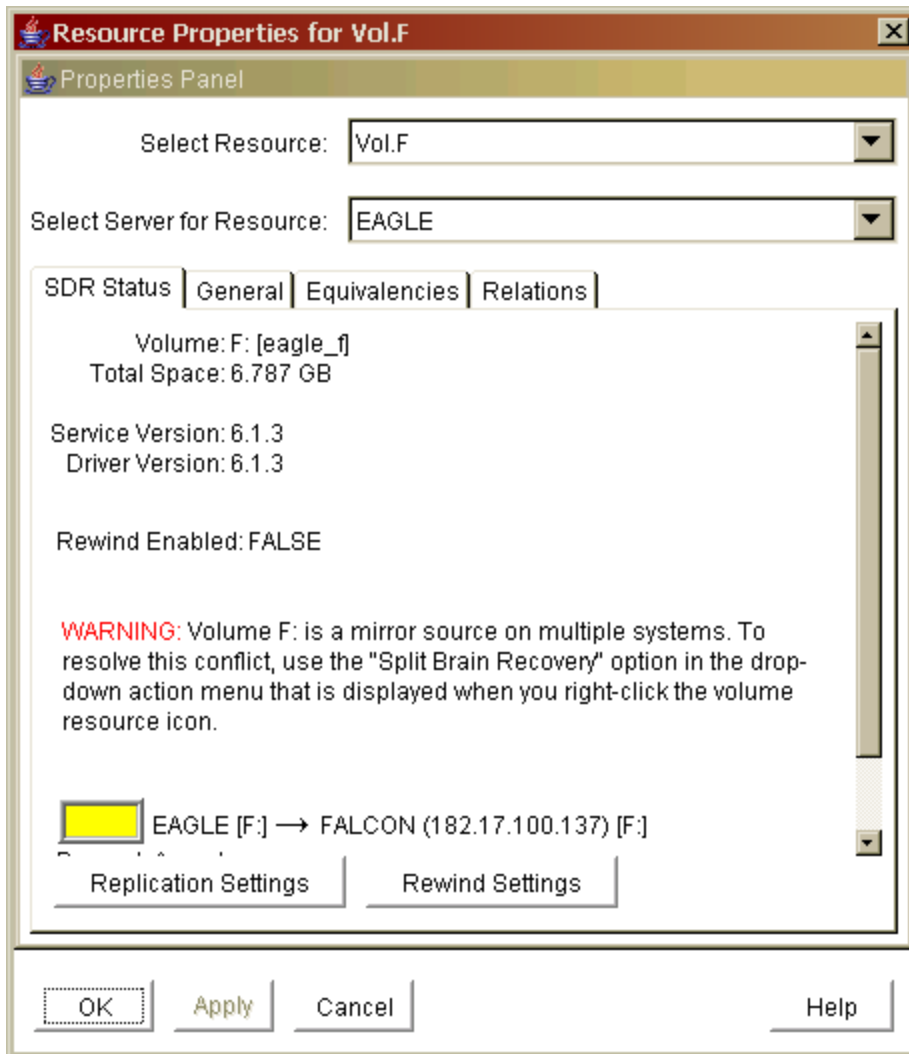 Resource Properties for Vol.F
Properties Panel
Select Resource: Vol.F
Select Server for Resource: EAGLE
SDR Status General Equivalencies Relations
Volume: F: [eagle_f]
Total Space: 6.787 GB
Service Version: 6.1.3
Driver Version: 6.1.3
Rewind Enabled: FALSE
WARNING: Volume F: is a mirror source on multiple systems. To
resolve this conflict, use the "Split Brain Recovery" option in the drop-
down action menu that is displayed when you right-click the volume
resource icon.
EAGLE [F:] → FALCON (182.17.100.137) [F:]
Replication Settings Rewind Settings
OK Apply Cancel Help